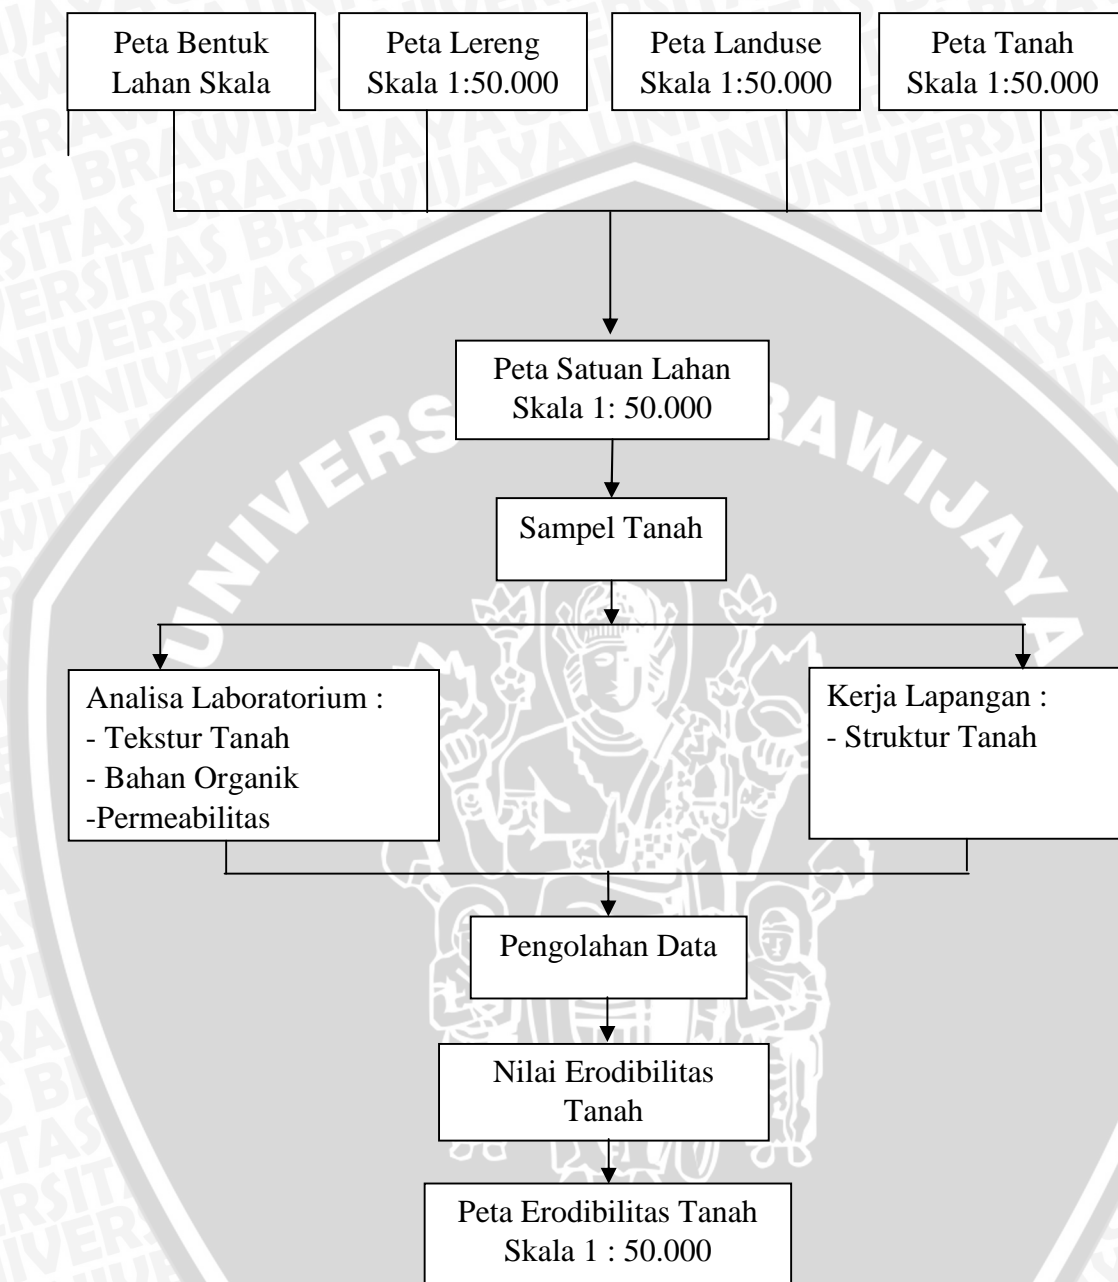 Peta Bentuk
Lahan Skala
Peta Lereng
Skala 1:50.000
Peta Landuse
Skala 1:50.000
Peta Tanah
Skala 1:50.000
Peta Satuan Lahan
Skala 1: 50.000
Sampel Tanah
Analisa Laboratorium :
- Tekstur Tanah
- Bahan Organik
-Permeabilitas
Kerja Lapangan :
- Struktur Tanah
Pengolahan Data
Nilai Erodibilitas
Tanah
Peta Erodibilitas Tanah
Skala 1 : 50.000